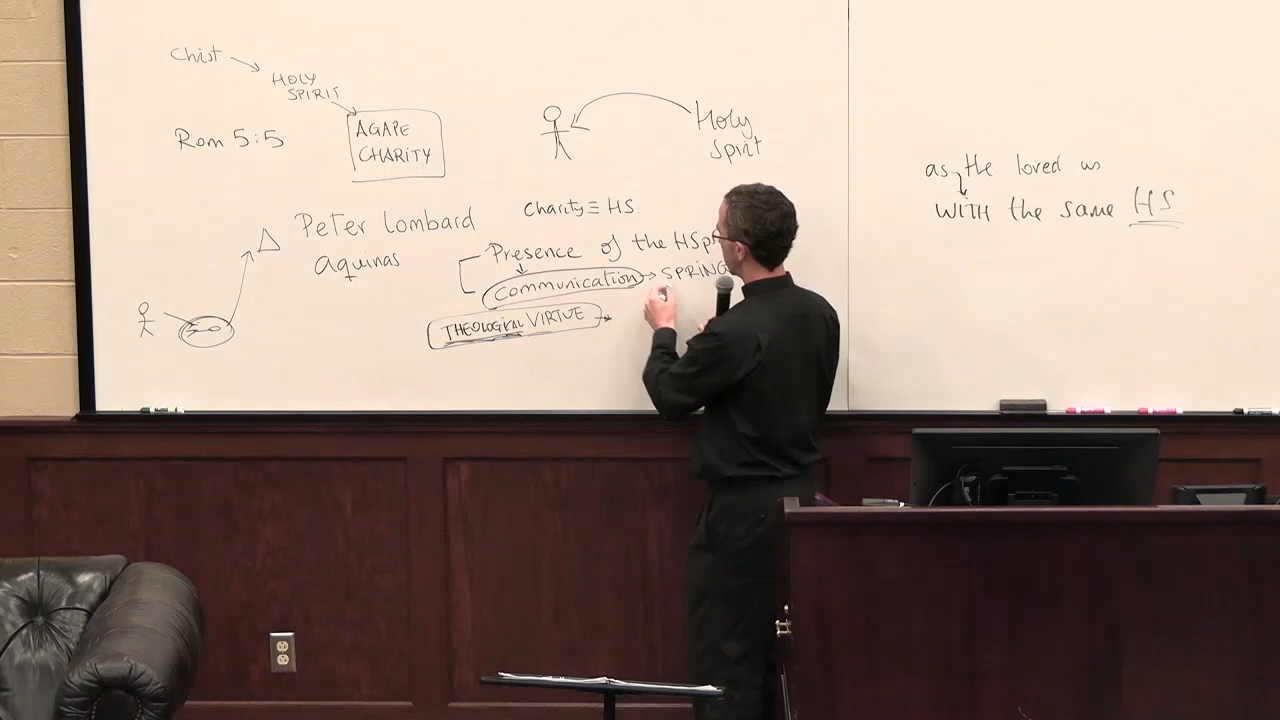 Chist
HOLY
SPIRIT
Rom 5:5
AGAPE
CHARITY
Holy
Spirit
Peter Lombard
aquinas
Charity ≡ HS
Presence of the HSp
communication → SPRING
THEOLOGICAL VIRTUE
as the loved us
WITH the same HS